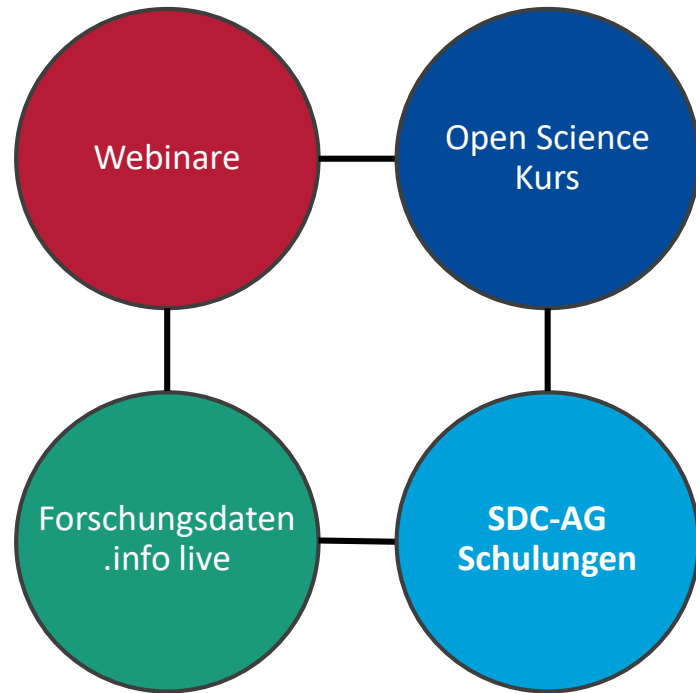 Webinare
Open Science
Kurs
Forschungsdaten
.info live
SDC-AG
Schulungen